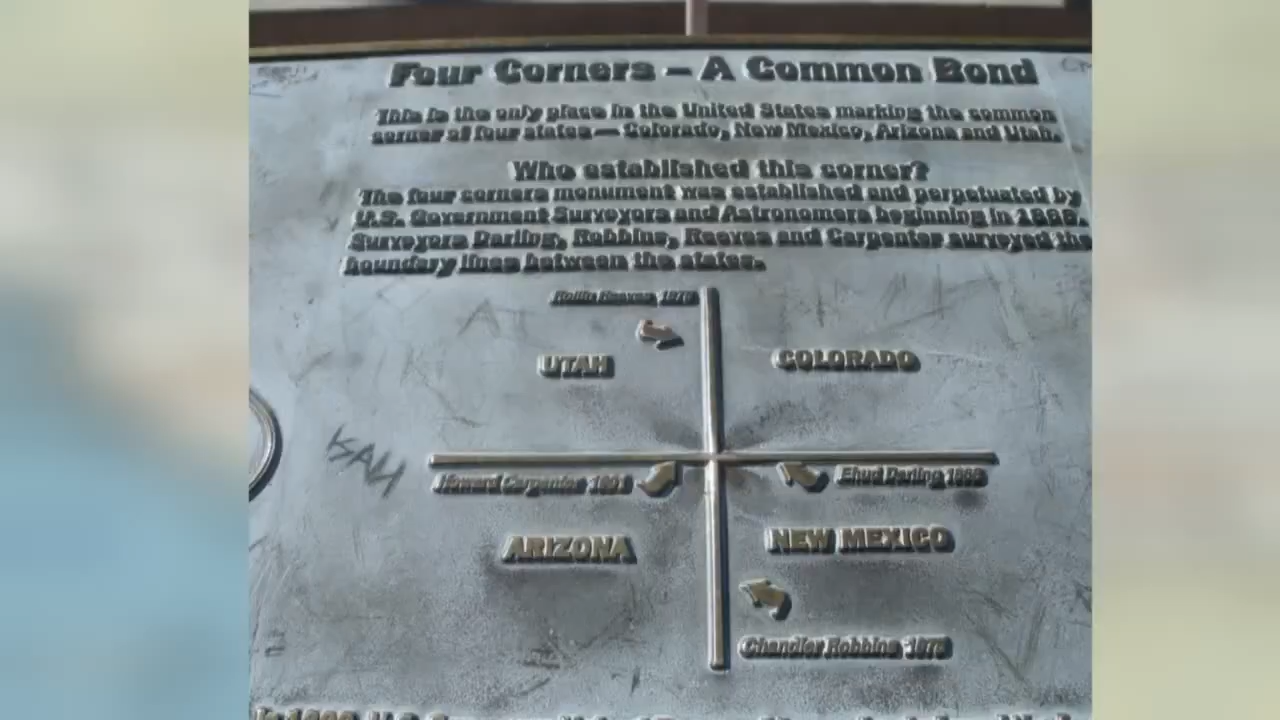 Four Corners – A Common Bond
This is the only place in the United States marking the common
corner of four states — Colorado, New Mexico, Arizona and Utah.
Who established this corner?
The four corners monument was established and perpetuated by
U.S. Government Surveyors and Astronomers beginning in 1868.
Surveyors Darling, Robbins, Reeves and Carpenter surveyed the
boundary lines between the states.
Rollin Reeves 1878
UTAH
COLORADO
KAH
Howard Carpenter 1901
Ehud Darling 1868
ARIZONA
NEW MEXICO
Chandler Robbins 1875